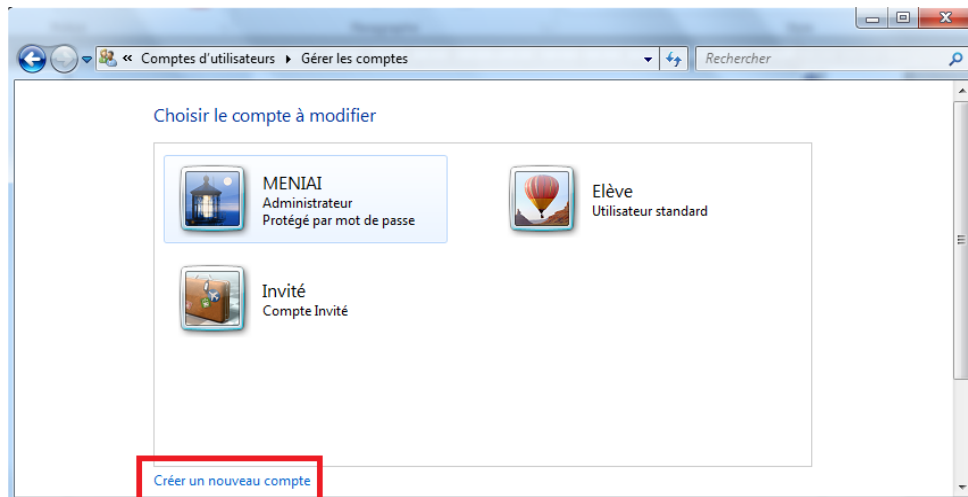 « Comptes d'utilisateurs ▸ Gérer les comptes
Rechercher
Choisir le compte à modifier
MENIAI
Administrateur
Protégé par mot de passe
Elève
Utilisateur standard
Invité
Compte Invité
Créer un nouveau compte